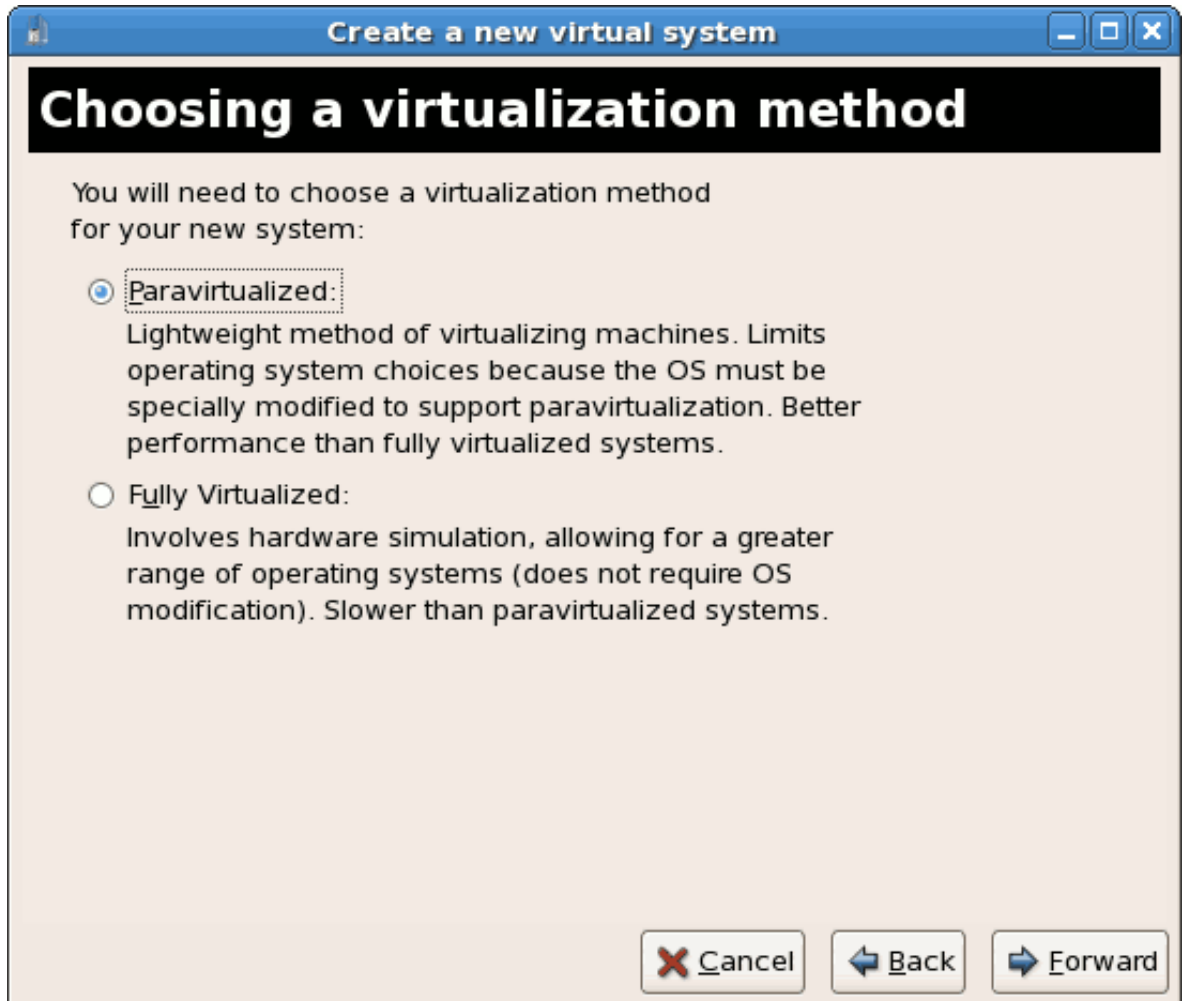 Create a new virtual system
Choosing a virtualization method
You will need to choose a virtualization method
for your new system:
Paravirtualized:
Lightweight method of virtualizing machines. Limits
operating system choices because the OS must be
specially modified to support paravirtualization. Better
performance than fully virtualized systems.
Fully Virtualized:
Involves hardware simulation, allowing for a greater
range of operating systems (does not require OS
modification). Slower than paravirtualized systems.
Cancel
Back
Forward